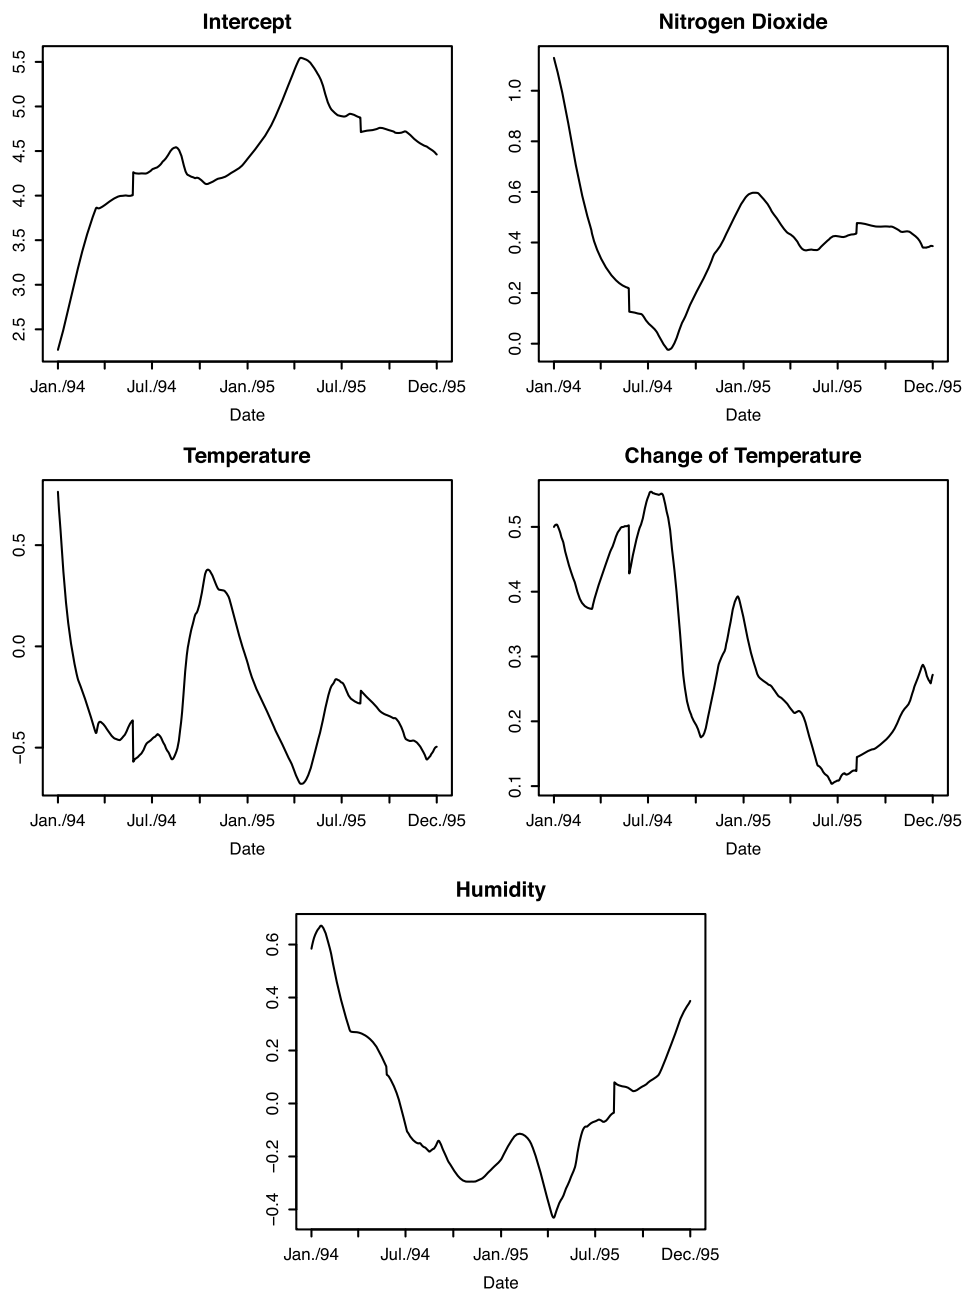 Intercept
5.5
5.0
4.5
4.0
3.5
3.0
2.5
Jan./94 Jul./94 Jan./95 Jul./95 Dec./95
Date
Nitrogen Dioxide
1.0
0.8
0.6
0.4
0.2
0.0
Jan./94 Jul./94 Jan./95 Jul./95 Dec./95
Date
Temperature
0.5
0.0
−0.5
Jan./94 Jul./94 Jan./95 Jul./95 Dec./95
Date
Change of Temperature
0.5
0.4
0.3
0.2
0.1
Jan./94 Jul./94 Jan./95 Jul./95 Dec./95
Date
Humidity
0.6
0.4
0.2
0.0
−0.2
−0.4
Jan./94 Jul./94 Jan./95 Jul./95 Dec./95
Date